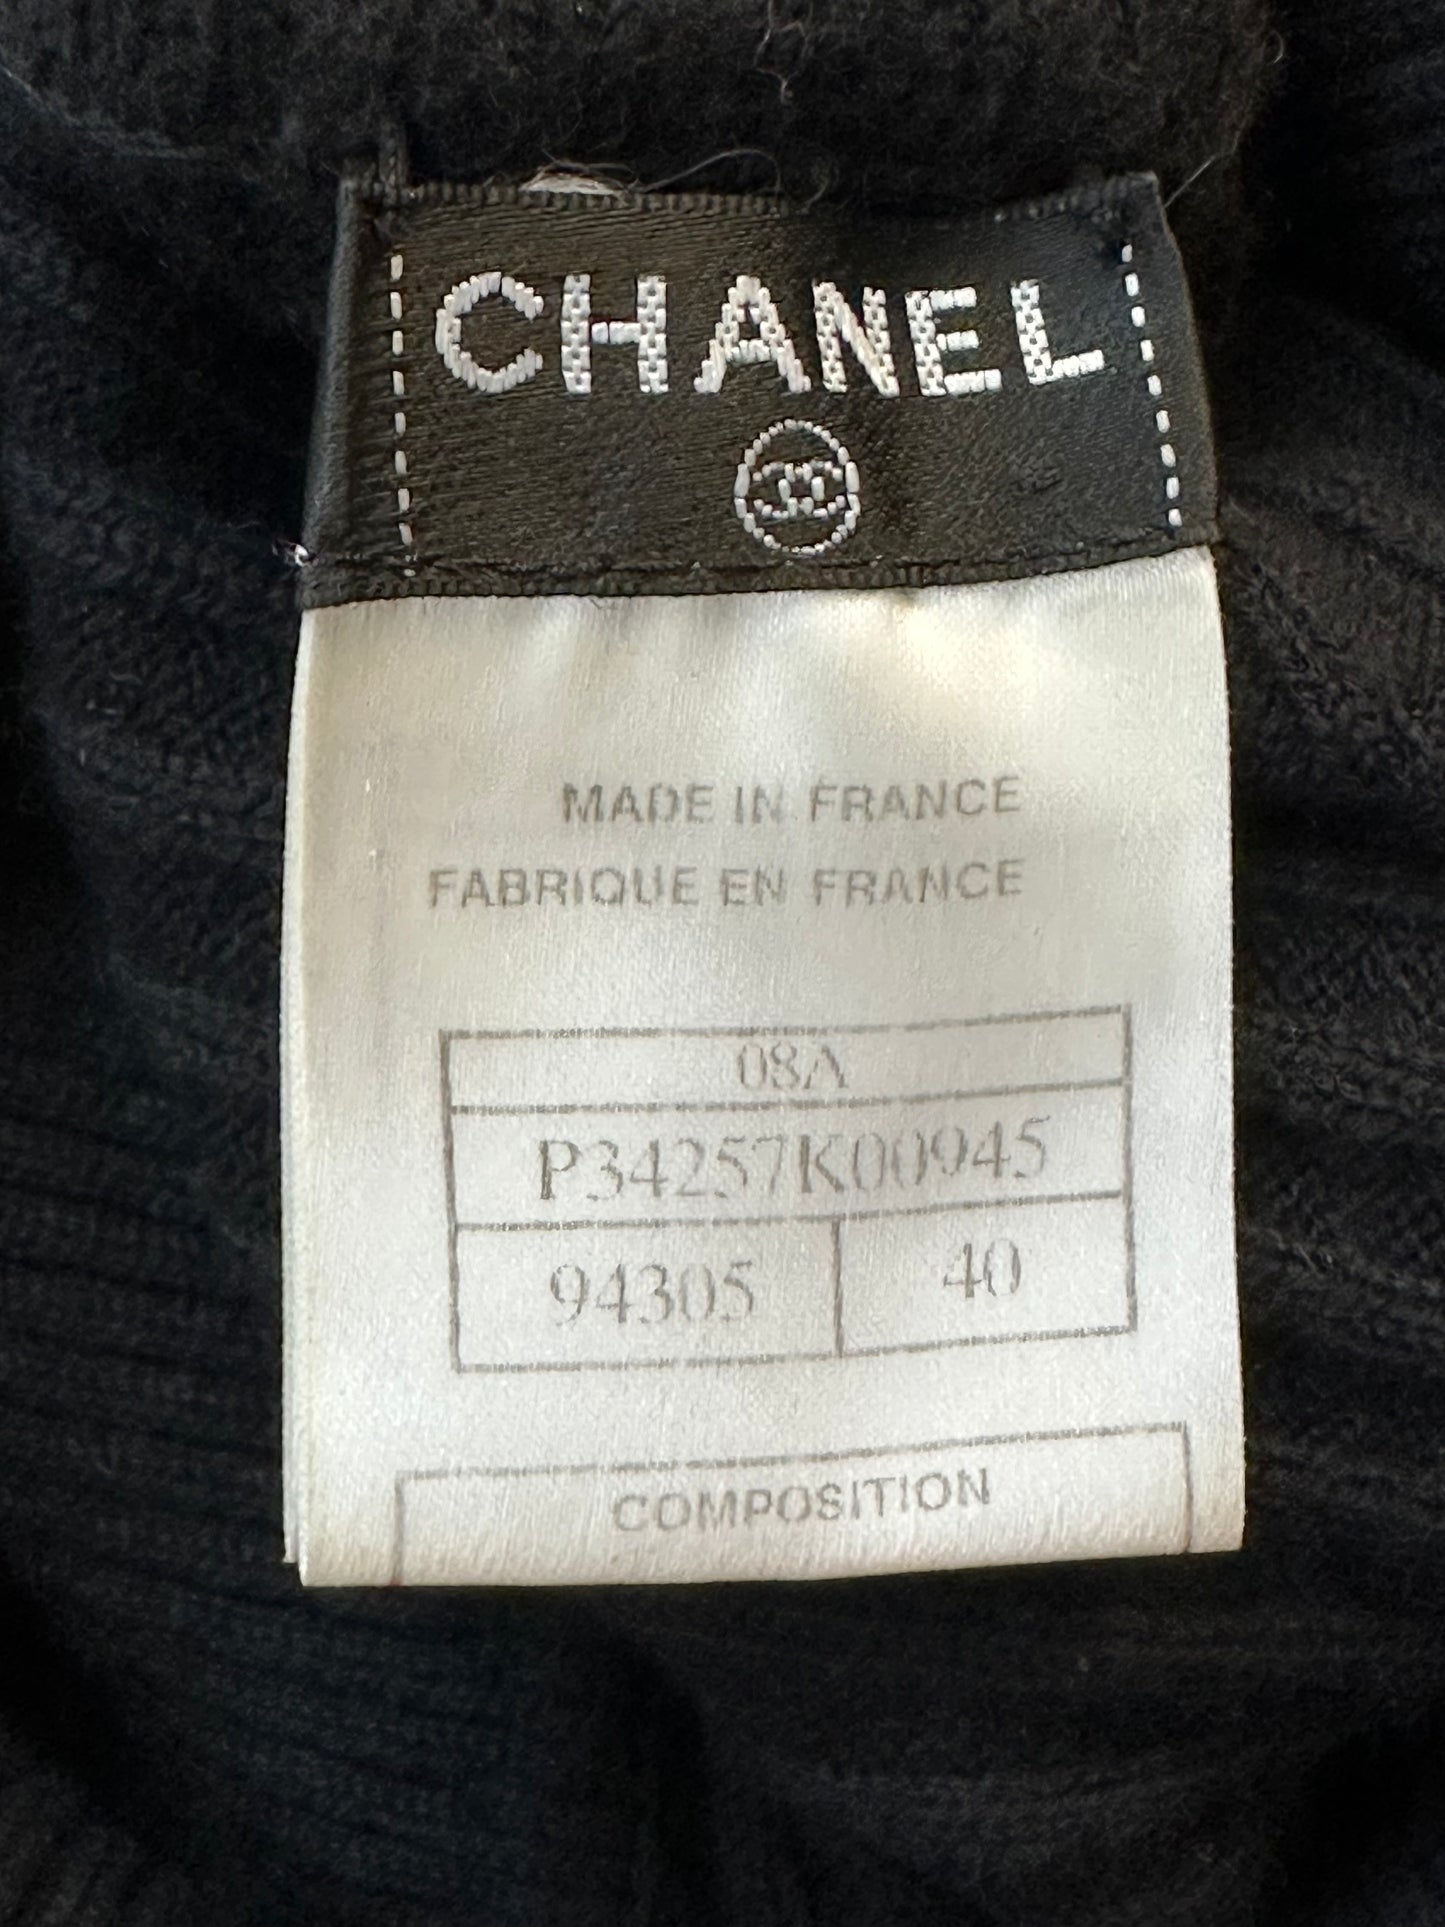 CHANEL
MADE IN FRANCE
FABRIQUE EN FRANCE
08A
P34257K00945
94305 40
COMPOSITION